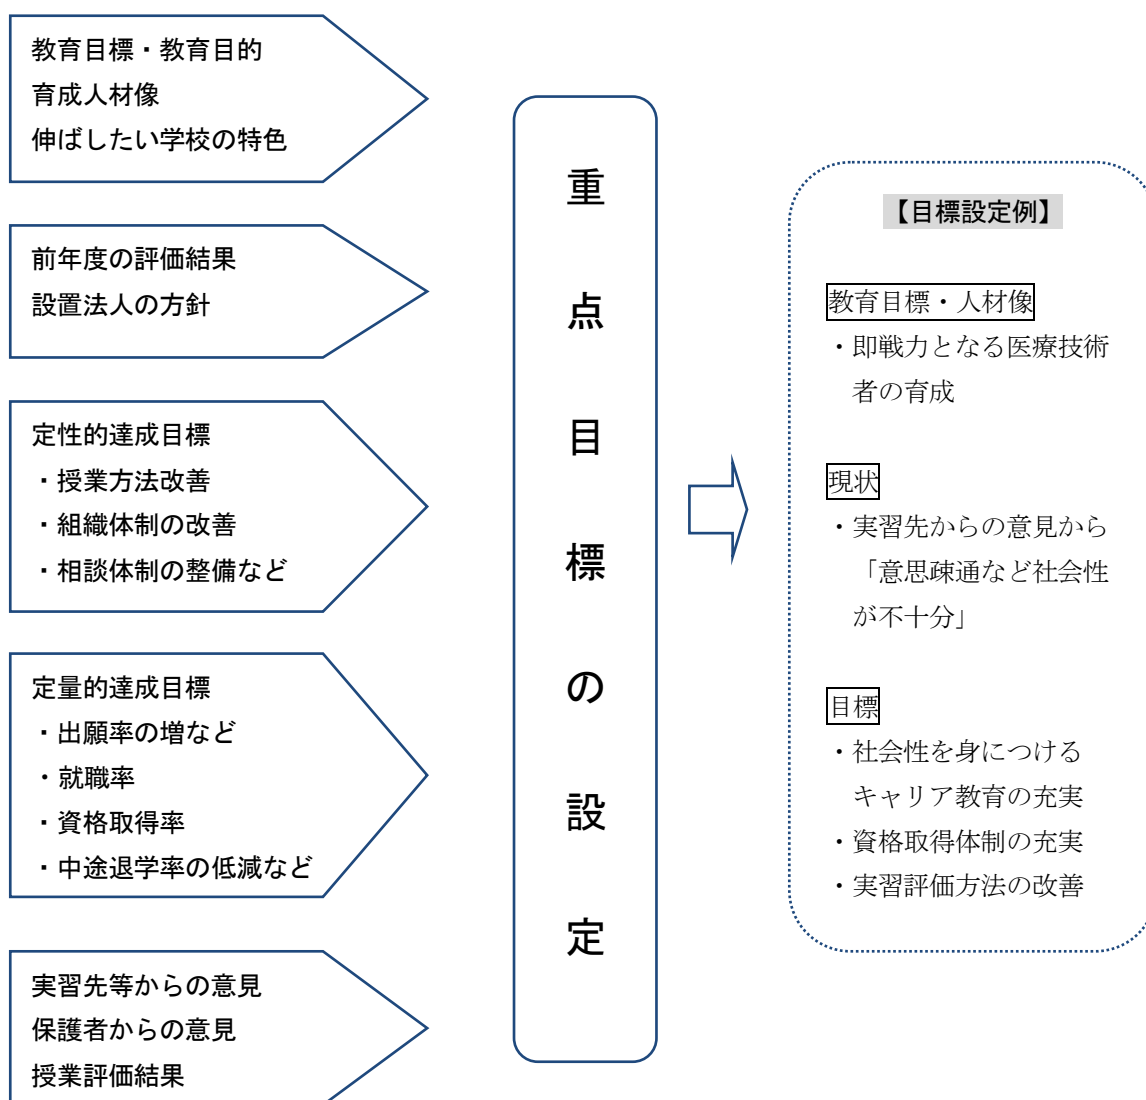 教育目標・教育目的
育成人材像
伸ばしたい学校の特色
前年度の評価結果
設置法人の方針
定性的達成目標
・授業方法改善
・組織体制の改善
・相談体制の整備など
定量的達成目標
・出願率の増など
・就職率
・資格取得率
・中途退学率の低減など
実習先等からの意見
保護者からの意見
授業評価結果
重点目標の設定
【目標設定例】
教育目標・人材像
・即戦力となる医療技術
者の育成
現状
・実習先からの意見から
「意思疎通など社会性
が不十分」
目標
・社会性を身につける
キャリア教育の充実
・資格取得体制の充実
・実習評価方法の改善